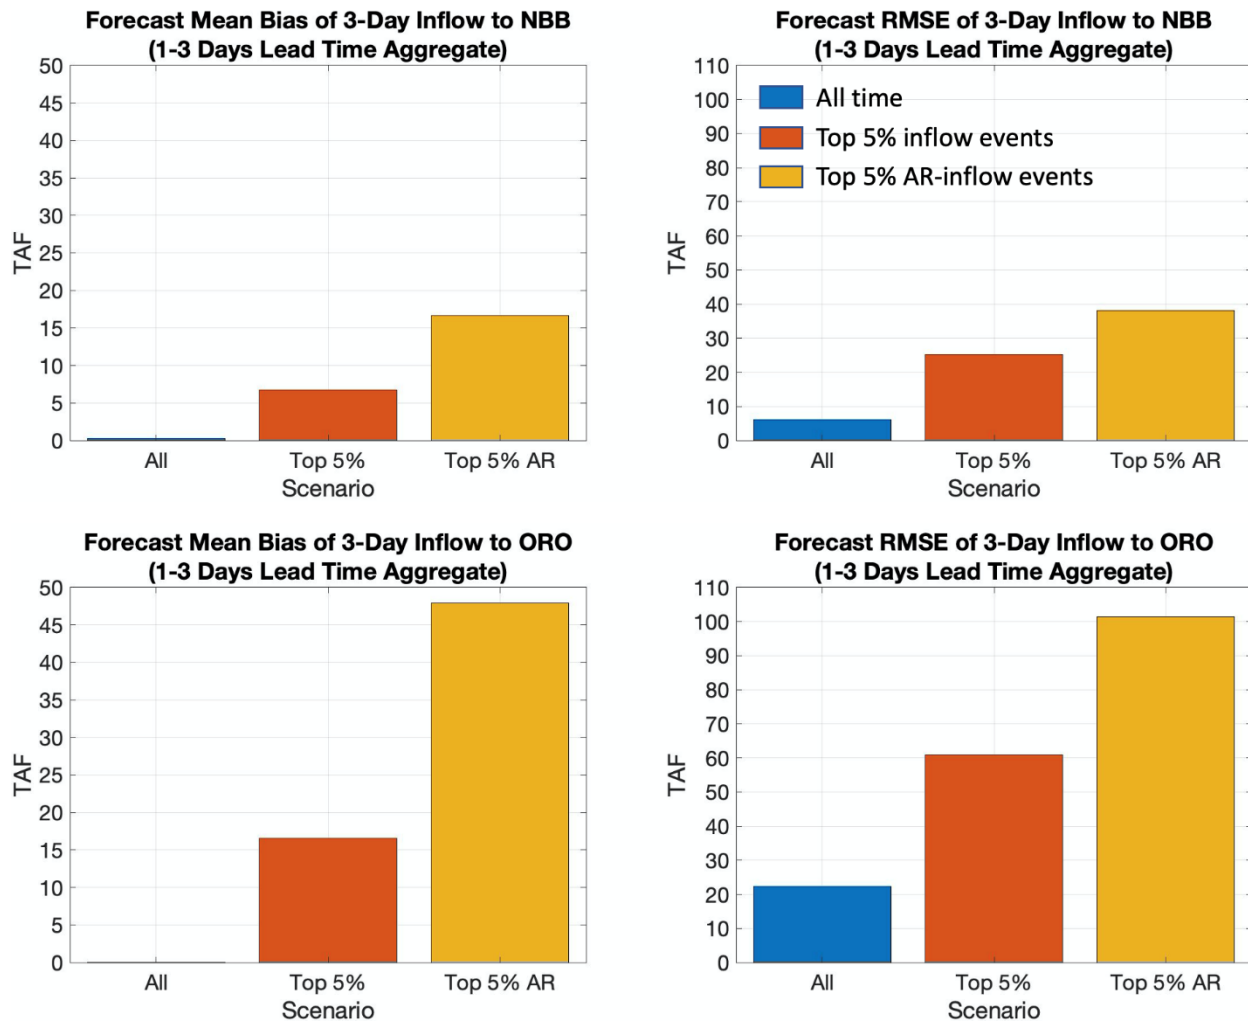 Forecast Mean Bias of 3-Day Inflow to NBB
(1-3 Days Lead Time Aggregate)
50
45
40
35
30
25
20
15
10
5
0
TAF
All
Top 5%
Top 5% AR
Scenario
Forecast RMSE of 3-Day Inflow to NBB
(1-3 Days Lead Time Aggregate)
110
100
90
80
70
60
50
40
30
20
10
0
TAF
All time
Top 5% inflow events
Top 5% AR-inflow events
All
Top 5%
Top 5% AR
Scenario
Forecast Mean Bias of 3-Day Inflow to ORO
(1-3 Days Lead Time Aggregate)
50
45
40
35
30
25
20
15
10
5
0
TAF
All
Top 5%
Top 5% AR
Scenario
Forecast RMSE of 3-Day Inflow to ORO
(1-3 Days Lead Time Aggregate)
110
100
90
80
70
60
50
40
30
20
10
0
TAF
All
Top 5%
Top 5% AR
Scenario